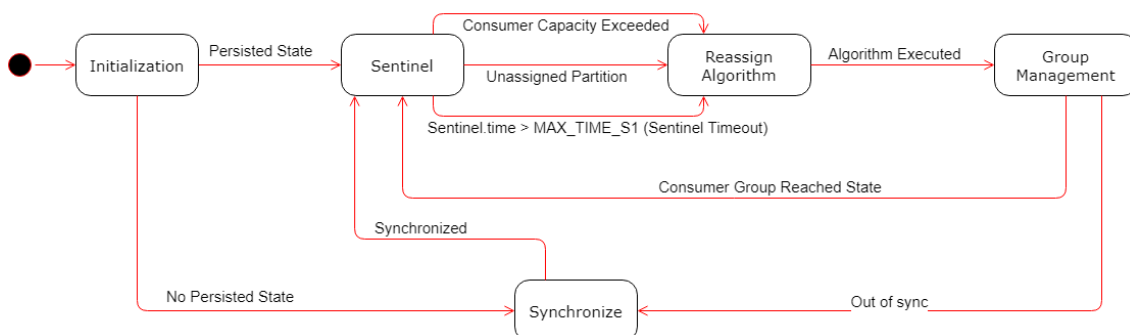 Consumer Capacity Exceeded
Persisted State
Initialization
Sentinel
Unassigned Partition
Reassign
Algorithm
Algorithm Executed
Group
Management
Sentinel.time > MAX_TIME_S1 (Sentinel Timeout)
Consumer Group Reached State
Synchronized
No Persisted State
Synchronize
Out of sync